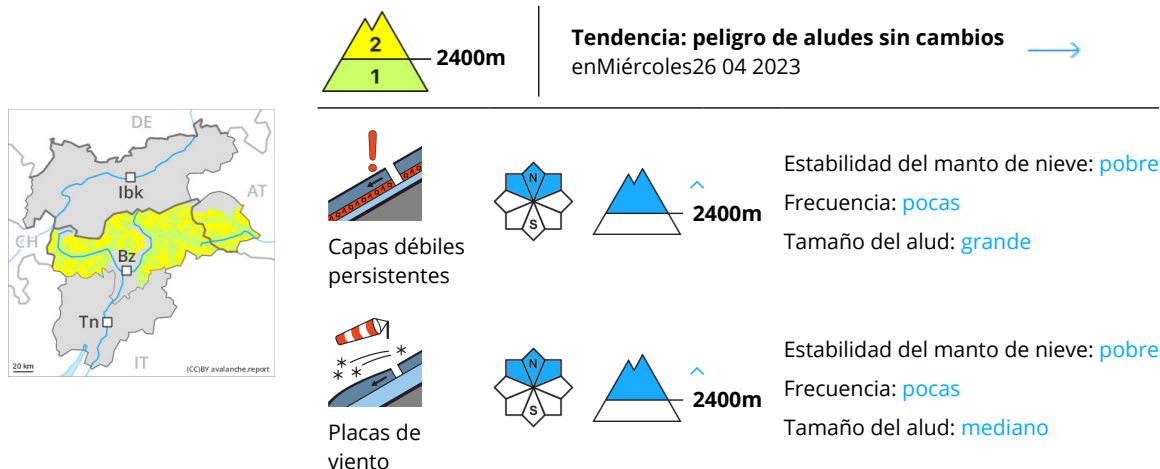 2
1
2400m
Tendencia: peligro de aludes sin cambios
enMiércoles26 04 2023
DE
Ibk
AT
CH
Bz
Tn
IT
20 km
(CC)BY avalanche.report
Capas débiles
persistentes
N
S
2400m
Estabilidad del manto de nieve: pobre
Frecuencia: pocas
Tamaño del alud: grande
Placas de
viento
N
S
2400m
Estabilidad del manto de nieve: pobre
Frecuencia: pocas
Tamaño del alud: mediano